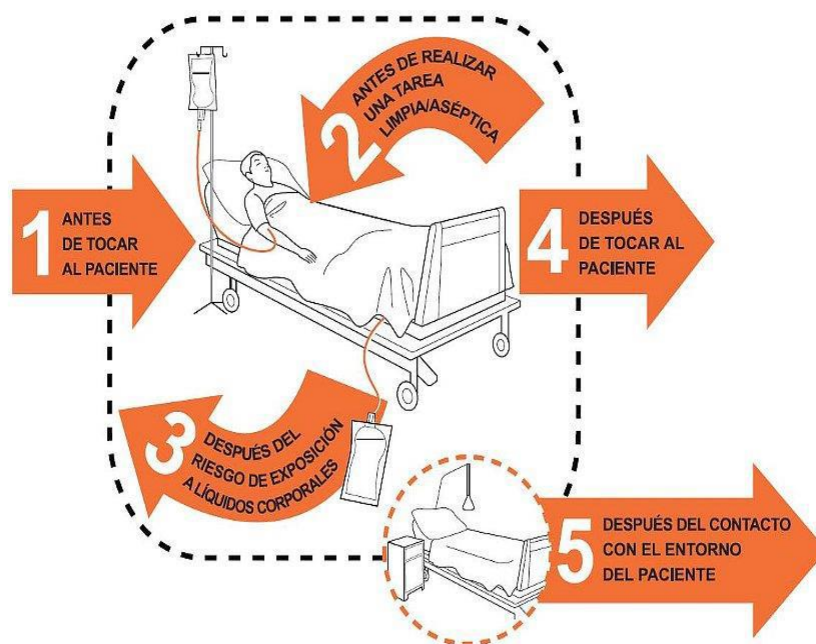 1
ANTES
DE TOCAR
AL PACIENTE
2
ANTES DE REALIZAR
UNA TAREA
LIMPIA/ASÉPTICA
3
DESPUÉS DEL
RIESGO DE EXPOSICIÓN
A LÍQUIDOS CORPORALES
4
DESPUÉS
DE TOCAR AL
PACIENTE
5
DESPUÉS DEL CONTACTO
CON EL ENTORNO
DEL PACIENTE